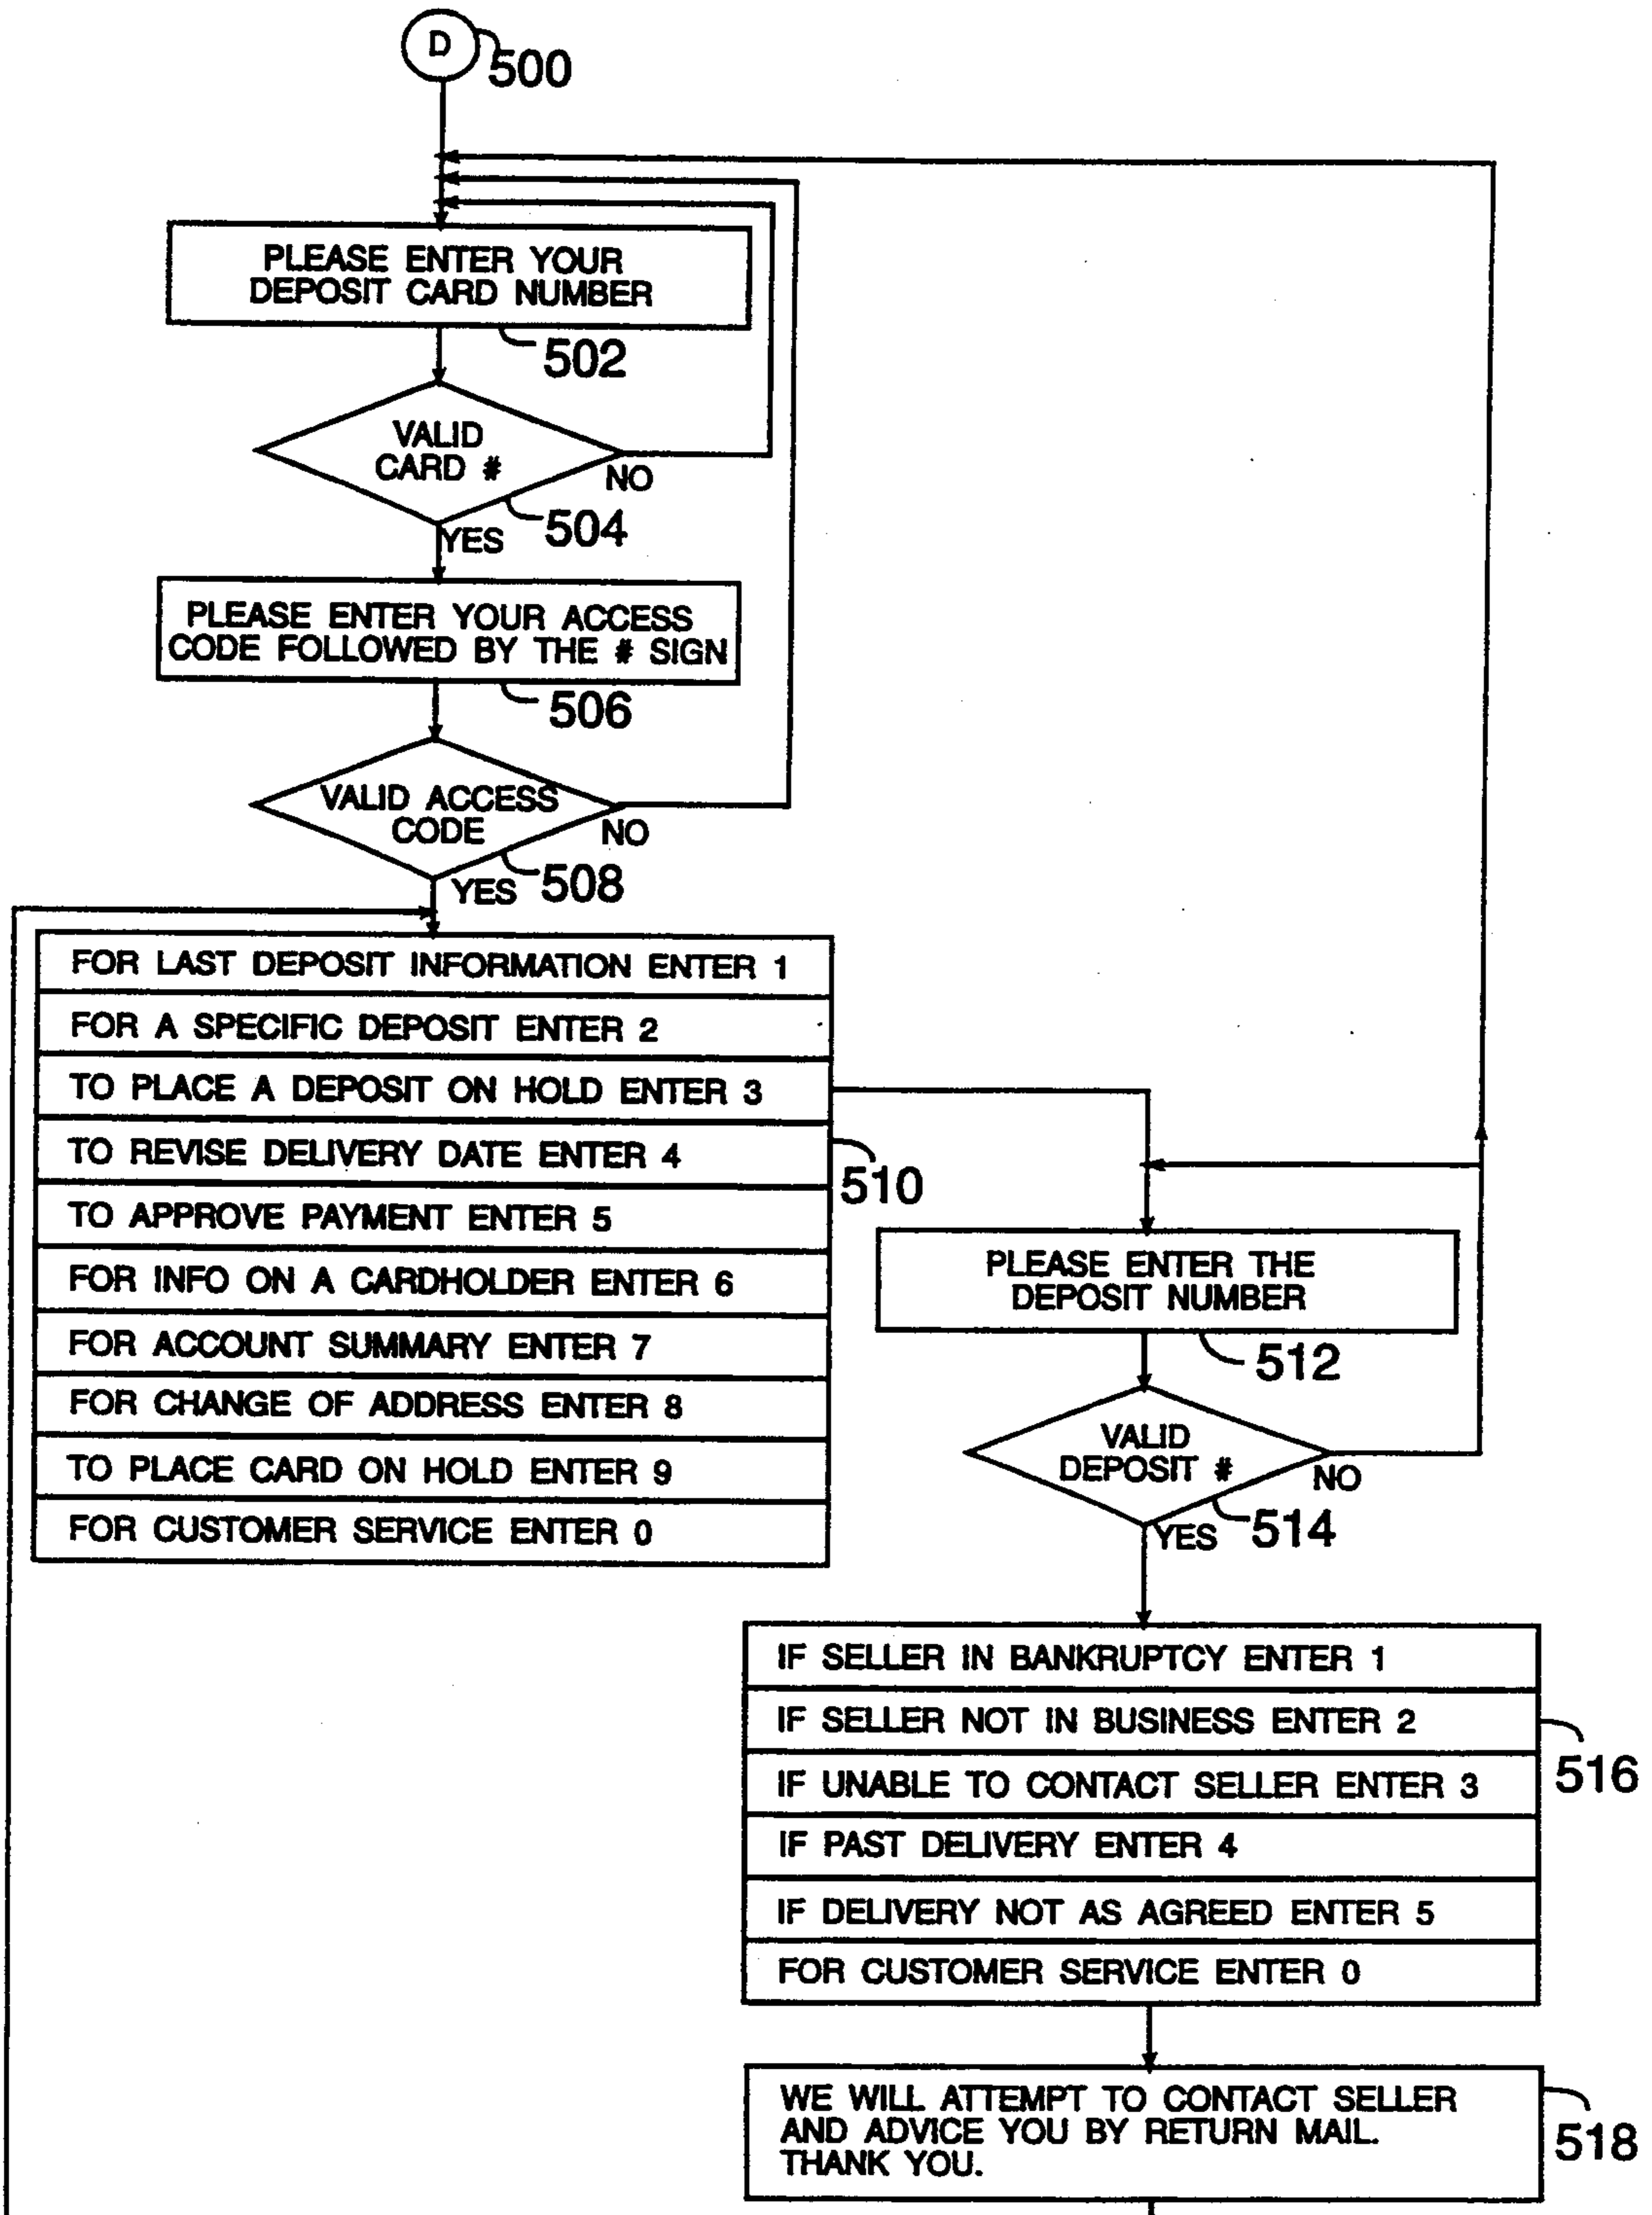 D
500
PLEASE ENTER YOUR
DEPOSIT CARD NUMBER
502
VALID
CARD #
NO
504
YES
PLEASE ENTER YOUR ACCESS
CODE FOLLOWED BY THE # SIGN
506
VALID ACCESS
CODE
NO
508
YES
FOR LAST DEPOSIT INFORMATION ENTER 1
FOR A SPECIFIC DEPOSIT ENTER 2
TO PLACE A DEPOSIT ON HOLD ENTER 3
TO REVISE DELIVERY DATE ENTER 4
TO APPROVE PAYMENT ENTER 5
FOR INFO ON A CARDHOLDER ENTER 6
FOR ACCOUNT SUMMARY ENTER 7
FOR CHANGE OF ADDRESS ENTER 8
TO PLACE CARD ON HOLD ENTER 9
FOR CUSTOMER SERVICE ENTER 0
510
PLEASE ENTER THE
DEPOSIT NUMBER
512
VALID
DEPOSIT #
NO
514
YES
IF SELLER IN BANKRUPTCY ENTER 1
IF SELLER NOT IN BUSINESS ENTER 2
IF UNABLE TO CONTACT SELLER ENTER 3
IF PAST DELIVERY ENTER 4
IF DELIVERY NOT AS AGREED ENTER 5
FOR CUSTOMER SERVICE ENTER 0
516
WE WILL ATTEMPT TO CONTACT SELLER
AND ADVICE YOU BY RETURN MAIL.
THANK YOU.
518